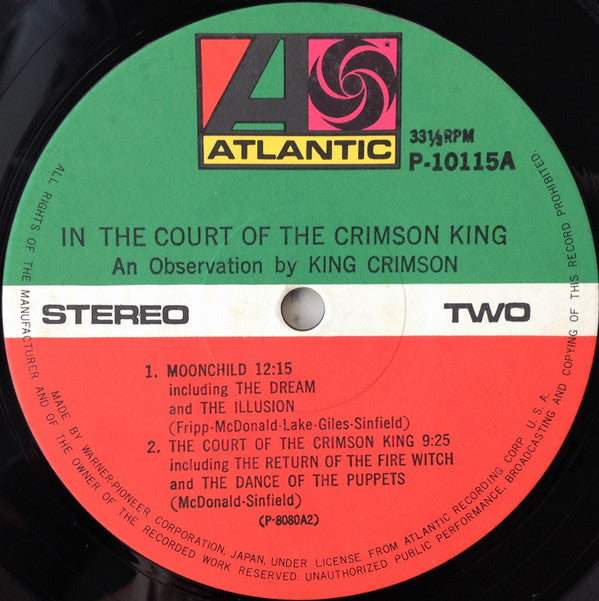 ATLANTIC
®
33⅓RPM
P-10115A
IN THE COURT OF THE CRIMSON KING
An Observation by KING CRIMSON
STEREO
TWO
1. MOONCHILD 12:15
including THE DREAM
and THE ILLUSION
(Fripp-McDonald-Lake-Giles-Sinfield)
2. THE COURT OF THE CRIMSON KING 9:25
including THE RETURN OF THE FIRE WITCH
and THE DANCE OF THE PUPPETS
(McDonald-Sinfield)
(P-8080A2)
MADE BY WARNER-PIONEER CORPORATION, JAPAN, UNDER LICENSE FROM ATLANTIC RECORDING CORP. U.S.A.
ALL RIGHTS OF THE MANUFACTURER AND OF THE OWNER OF THE RECORDED WORK RESERVED. UNAUTHORIZED PUBLIC PERFORMANCE, BROADCASTING AND COPYING OF THIS RECORD PROHIBITED.